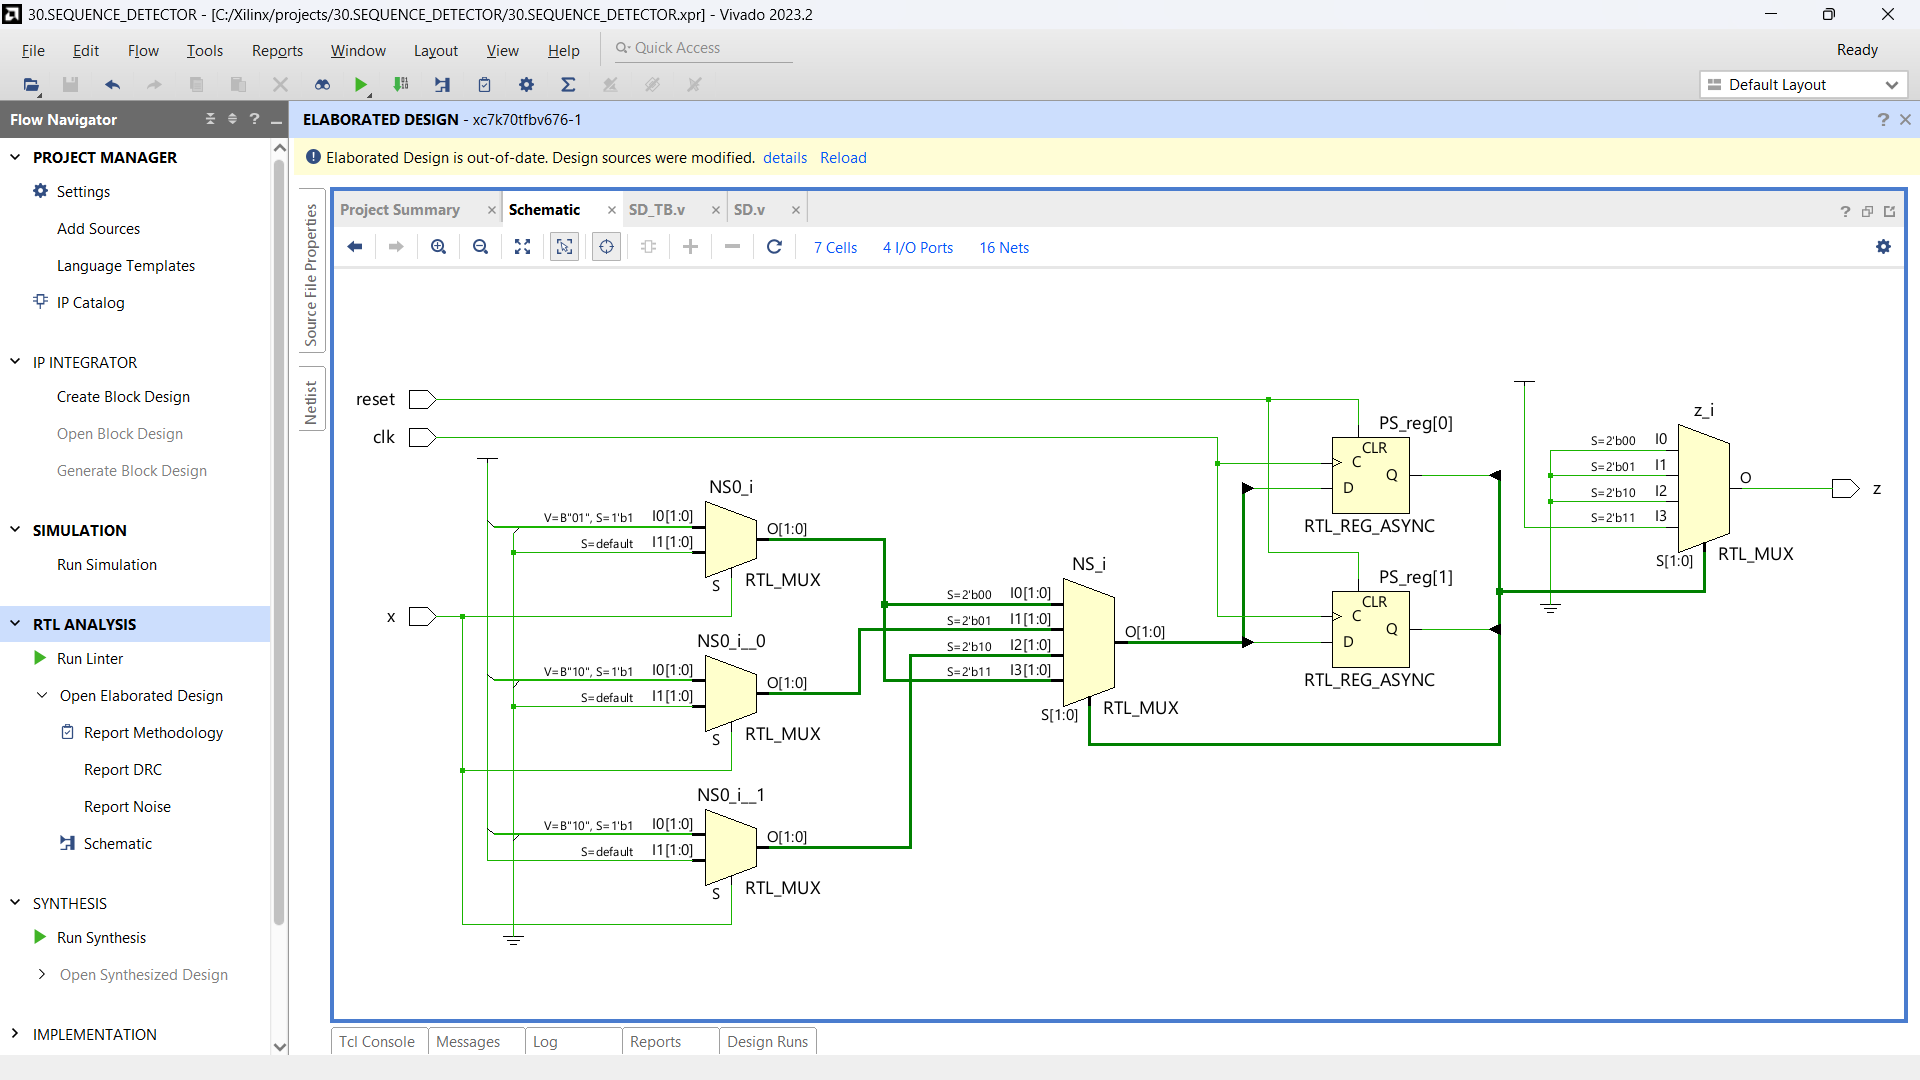 30.SEQUENCE_DETECTOR - [C:/Xilinx/projects/30.SEQUENCE_DETECTOR/30.SEQUENCE_DETECTOR.xpr] - Vivado 2023.2
File Edit Flow Tools Reports Window Layout View Help Quick Access
Ready
Default Layout
Flow Navigator
PROJECT MANAGER
Settings
Add Sources
Language Templates
IP Catalog
IP INTEGRATOR
Create Block Design
Open Block Design
Generate Block Design
SIMULATION
Run Simulation
RTL ANALYSIS
Run Linter
Open Elaborated Design
Report Methodology
Report DRC
Report Noise
Schematic
SYNTHESIS
Run Synthesis
Open Synthesized Design
IMPLEMENTATION
ELABORATED DESIGN - xc7k70tfbv676-1
Elaborated Design is out-of-date. Design sources were modified. details Reload
Source File Properties
Netlist
Project Summary Schematic SD_TB.v SD.v
7 Cells 4 I/O Ports 16 Nets
reset
clk
x
NS0_i
V=B"01", S=1'b1 I0[1:0]
S=default I1[1:0]
O[1:0]
S
RTL_MUX
NS0_i__0
V=B"10", S=1'b1 I0[1:0]
S=default I1[1:0]
O[1:0]
S
RTL_MUX
NS0_i__1
V=B"10", S=1'b1 I0[1:0]
S=default I1[1:0]
O[1:0]
S
RTL_MUX
NS_i
S=2'b00 I0[1:0]
S=2'b01 I1[1:0]
S=2'b10 I2[1:0]
S=2'b11 I3[1:0]
O[1:0]
S[1:0]
RTL_MUX
PS_reg[0]
CLR
C
Q
D
RTL_REG_ASYNC
PS_reg[1]
CLR
C
Q
D
RTL_REG_ASYNC
z_i
S=2'b00 I0
S=2'b01 I1
S=2'b10 I2
S=2'b11 I3
O
S[1:0]
RTL_MUX
z
Tcl Console Messages Log Reports Design Runs